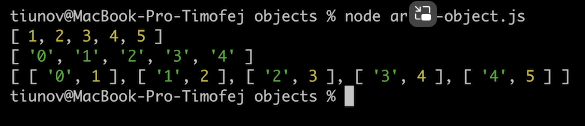 tiunov@MacBook-Pro-Timofej objects % node ar -object.js
[ 1, 2, 3, 4, 5 ]
[ '0', '1', '2', '3', '4' ]
[ [ '0', 1 ], [ '1', 2 ], [ '2', 3 ], [ '3', 4 ], [ '4', 5 ] ]
tiunov@MacBook-Pro-Timofej objects %